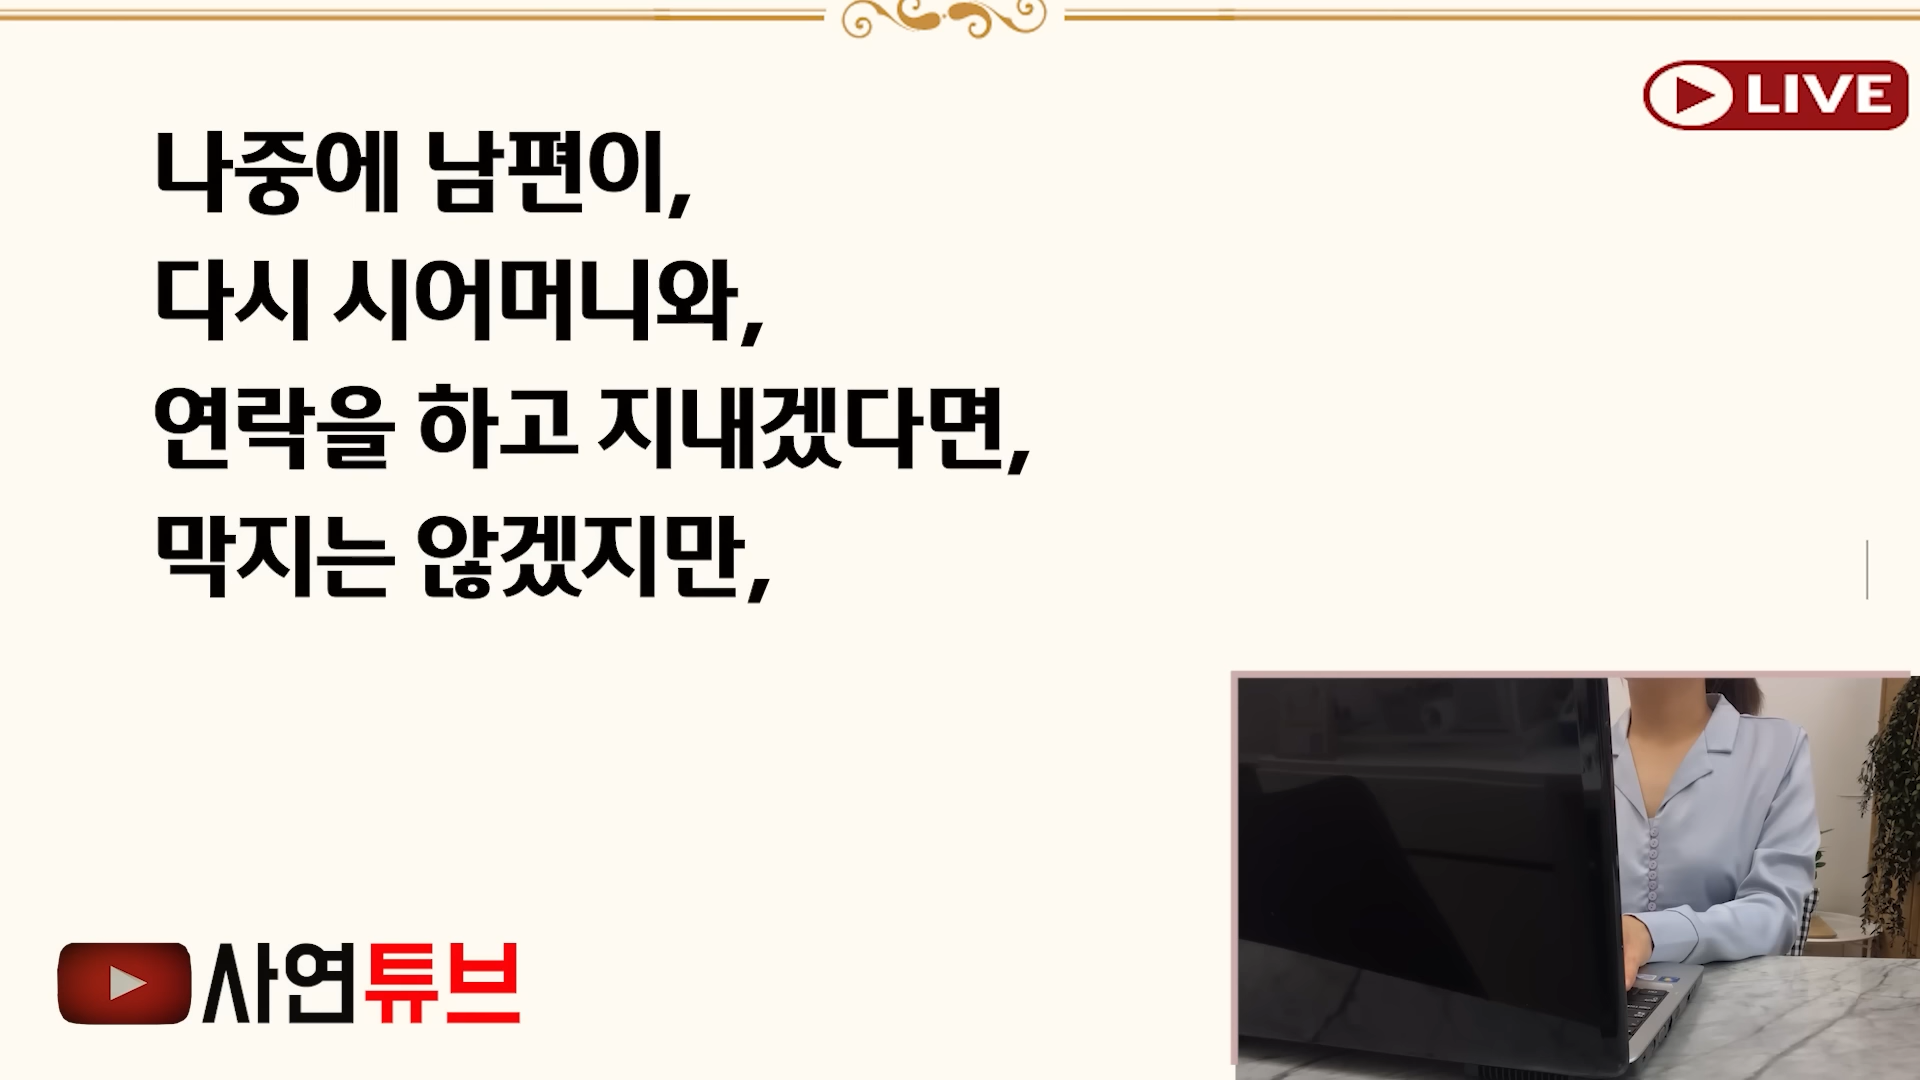 LIVE
나중에 남편이,
다시 시어머니와,
연락을 하고 지내겠다면,
막지는 않겠지만,
사연튜브